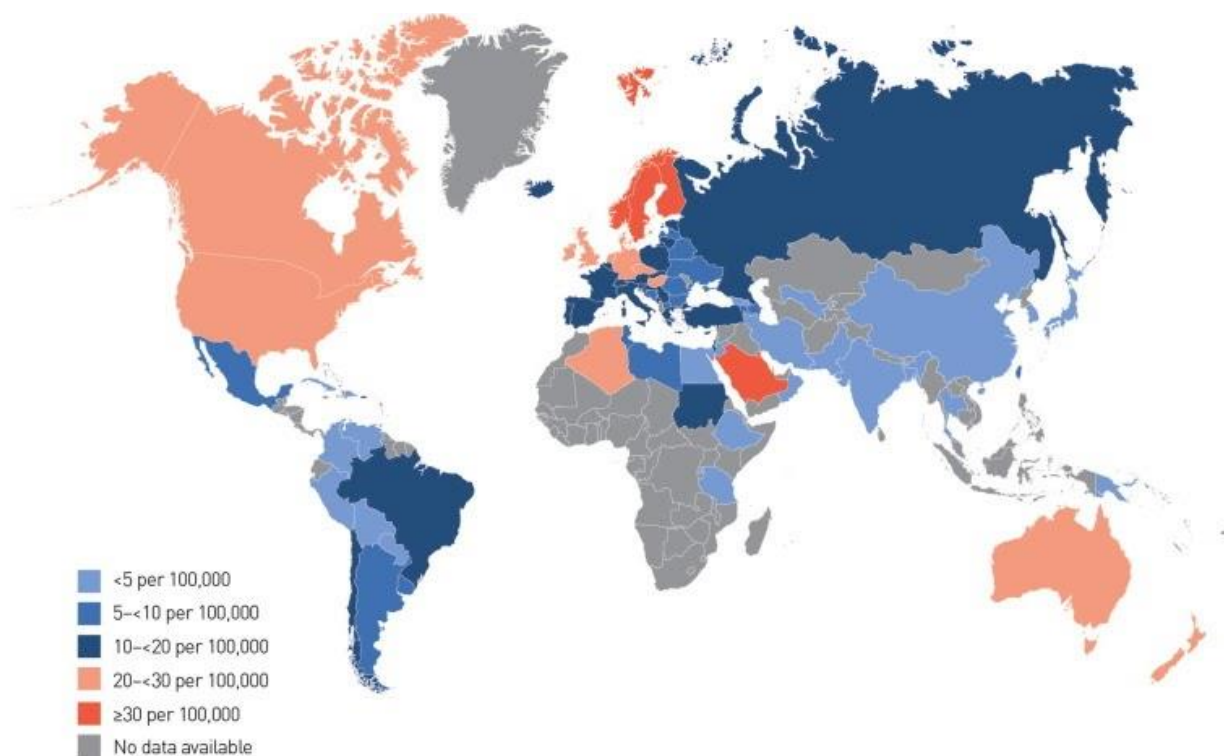 <5 per 100,000
5–<10 per 100,000
10–<20 per 100,000
20–<30 per 100,000
≥30 per 100,000
No data available